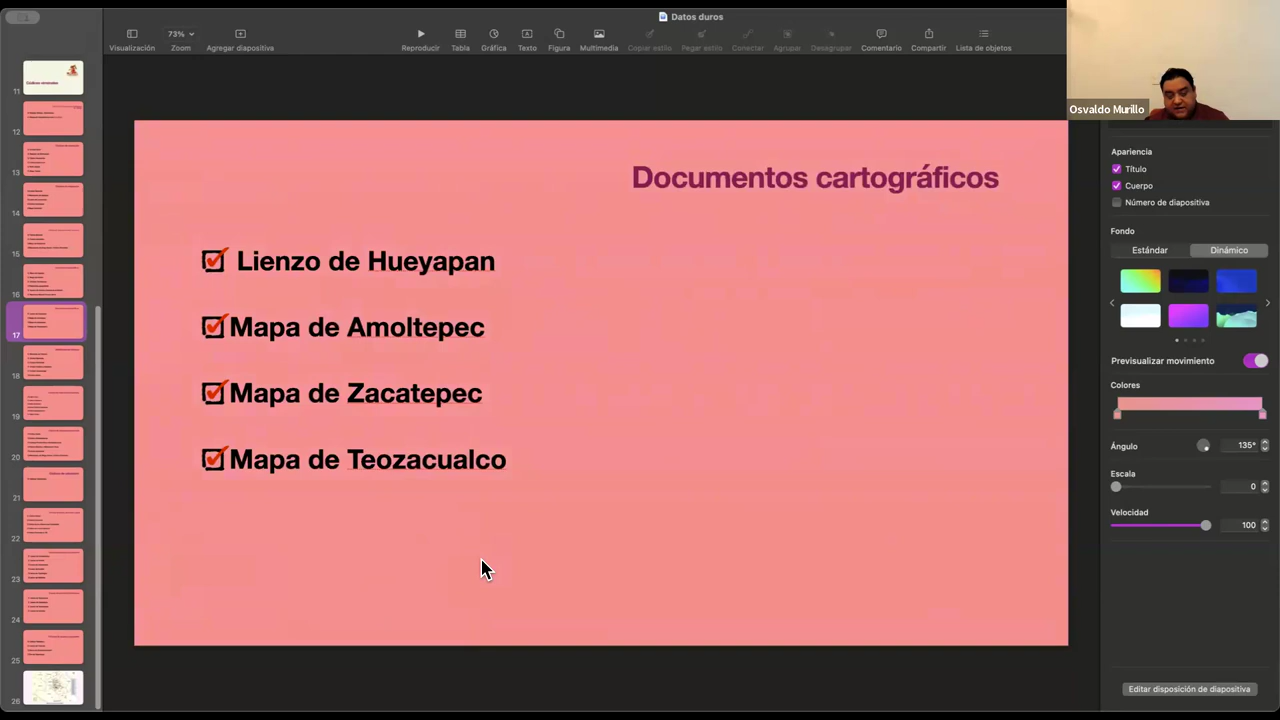 Datos duros
73%
Visualización
Zoom
Agregar diapositiva
Reproducir
Tabla
Gráfica
Texto
Figura
Multimedia
Copiar estilo
Pegar estilo
Conectar
Agrupar
Desagrupar
Comentario
Compartir
Lista de objetos
Osvaldo Murillo
Documentos cartográficos
Lienzo de Hueyapan
Mapa de Amoltepec
Mapa de Zacatepec
Mapa de Teozacualco
11
12
13
14
15
16
17
18
19
20
21
22
23
24
25
26
Apariencia
Título
Cuerpo
Número de diapositiva
Fondo
Estándar
Dinámico
Previsualizar movimiento
Colores
Ángulo
135°
Escala
0
Velocidad
100
Editar disposición de diapositiva